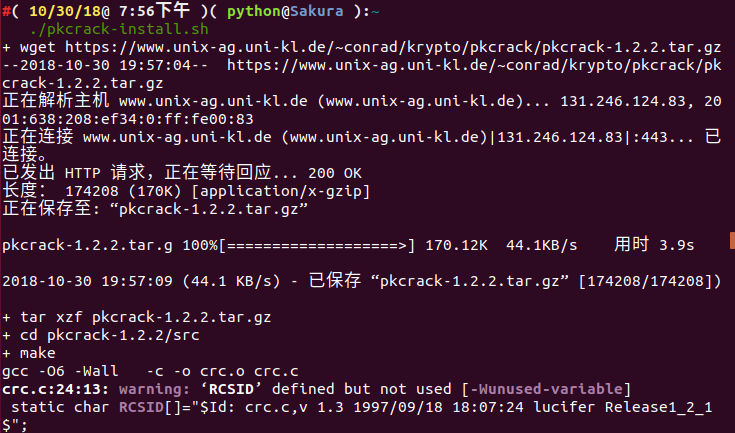 #( 10/30/18@ 7:56下午 )( python@Sakura ):~
./pkcrack-install.sh
+ wget https://www.unix-ag.uni-kl.de/~conrad/krypto/pkcrack/pkcrack-1.2.2.tar.gz
--2018-10-30 19:57:04--  https://www.unix-ag.uni-kl.de/~conrad/krypto/pkcrack/pk
crack-1.2.2.tar.gz
正在解析主机 www.unix-ag.uni-kl.de (www.unix-ag.uni-kl.de)... 131.246.124.83, 20
01:638:208:ef34:0:ff:fe00:83
正在连接 www.unix-ag.uni-kl.de (www.unix-ag.uni-kl.de)|131.246.124.83|:443... 已
连接。
已发出 HTTP 请求，正在等待回应... 200 OK
长度： 174208 (170K) [application/x-gzip]
正在保存至: “pkcrack-1.2.2.tar.gz”
pkcrack-1.2.2.tar.g 100%[===================>] 170.12K  44.1KB/s    用时 3.9s
2018-10-30 19:57:09 (44.1 KB/s) - 已保存 “pkcrack-1.2.2.tar.gz” [174208/174208])
+ tar xzf pkcrack-1.2.2.tar.gz
+ cd pkcrack-1.2.2/src
+ make
gcc -O6 -Wall   -c -o crc.o crc.c
crc.c:24:13: warning: ‘RCSID’ defined but not used [-Wunused-variable]
static char RCSID[]="$Id: crc.c,v 1.3 1997/09/18 18:07:24 lucifer Release1_2_1
$";